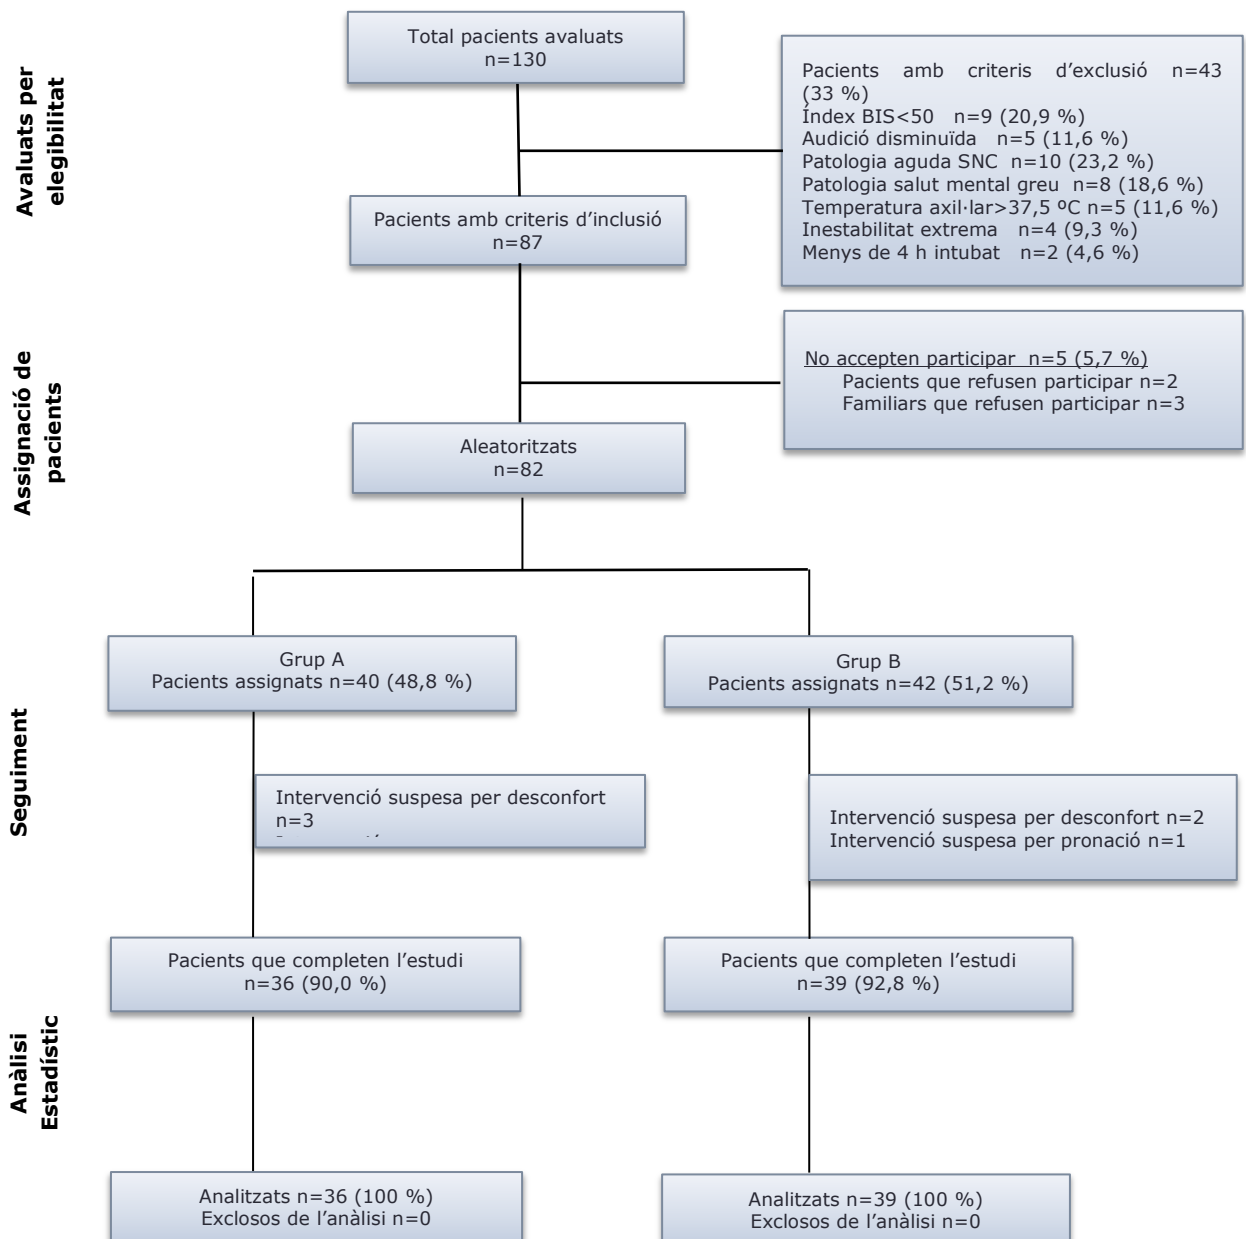 Avaluats per
elegibilitat
Total pacients avaluats
n=130
Pacients amb criteris d’exclusió n=43
(33 %)
Índex BIS<50 n=9 (20,9 %)
Audició disminuïda n=5 (11,6 %)
Patologia aguda SNC n=10 (23,2 %)
Patologia salut mental greu n=8 (18,6 %)
Temperatura axil·lar>37,5 ºC n=5 (11,6 %)
Inestabilitat extrema n=4 (9,3 %)
Menys de 4 h intubat n=2 (4,6 %)
Pacients amb criteris d’inclusió
n=87
Assignació de
pacients
No accepten participar n=5 (5,7 %)
Pacients que refusen participar n=2
Familiars que refusen participar n=3
Aleatoritzats
n=82
Grup A
Pacients assignats n=40 (48,8 %)
Grup B
Pacients assignats n=42 (51,2 %)
Seguiment
Intervenció suspesa per desconfort
n=3
Intervenció suspesa per desconfort n=2
Intervenció suspesa per pronació n=1
Pacients que completen l’estudi
n=36 (90,0 %)
Pacients que completen l’estudi
n=39 (92,8 %)
Anàlisi
Estadístic
Analitzats n=36 (100 %)
Exclosos de l’anàlisi n=0
Analitzats n=39 (100 %)
Exclosos de l’anàlisi n=0